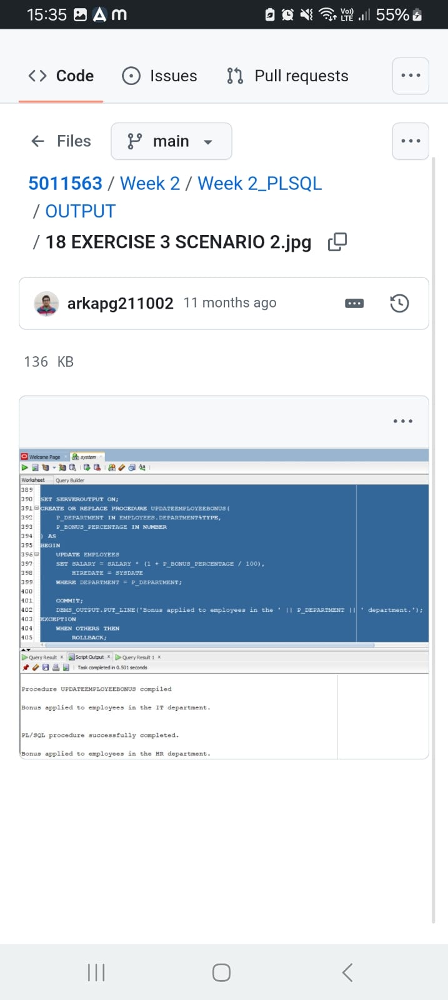 15:35
Vo))
LTE
55%
Code
Issues
Pull requests
Files
main
5011563 / Week 2 / Week 2_PLSQL
/ OUTPUT
/ 18 EXERCISE 3 SCENARIO 2.jpg
arkapg211002 11 months ago
136 KB
Welcome Page × system ×
Worksheet Query Builder
389
390 SET SERVEROUTPUT ON;
391 CREATE OR REPLACE PROCEDURE UPDATEEMPLOYEEBONUS(
392 P_DEPARTMENT IN EMPLOYEES.DEPARTMENT%TYPE,
393 P_BONUS_PERCENTAGE IN NUMBER
394 ) AS
395 BEGIN
396 UPDATE EMPLOYEES
397 SET SALARY = SALARY * (1 + P_BONUS_PERCENTAGE / 100),
398 HIREDATE = SYSDATE
399 WHERE DEPARTMENT = P_DEPARTMENT;
400
401 COMMIT;
402 DBMS_OUTPUT.PUT_LINE('Bonus applied to employees in the ' || P_DEPARTMENT || ' department.');
403 EXCEPTION
404 WHEN OTHERS THEN
405 ROLLBACK;
Query Result × Script Output × Query Result 1 ×
Task completed in 0.501 seconds
Procedure UPDATEEMPLOYEEBONUS compiled
Bonus applied to employees in the IT department.
PL/SQL procedure successfully completed.
Bonus applied to employees in the HR department.